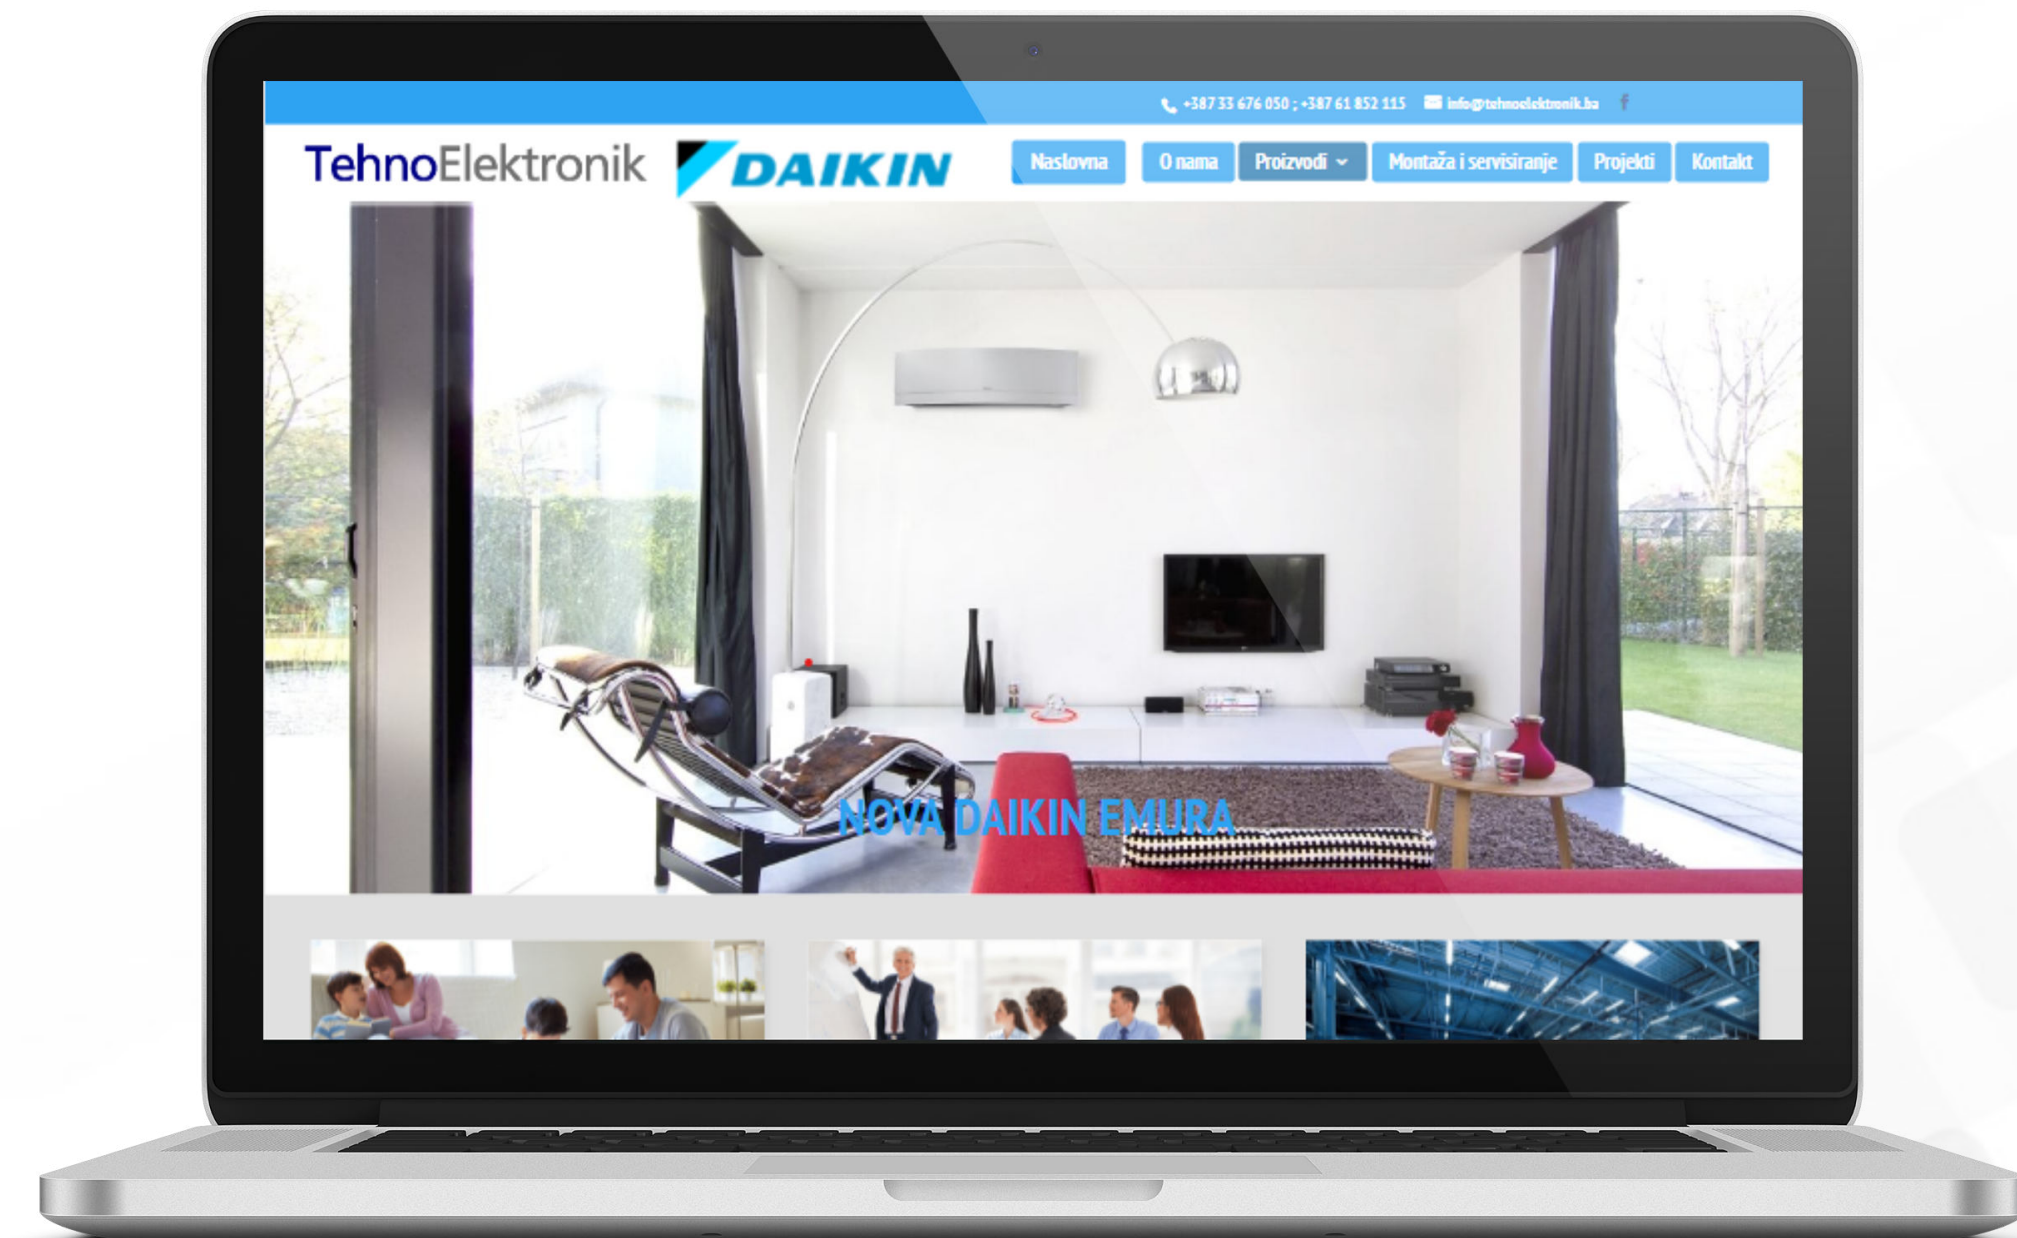 +387 33 676 050 ; +387 61 852 115 info@tehnoelektronik.ba
TehnoElektronik DAIKIN Naslovna O nama Proizvodi Montaža i servisiranje Projekti Kontakt
NOVA DAIKIN EMURA